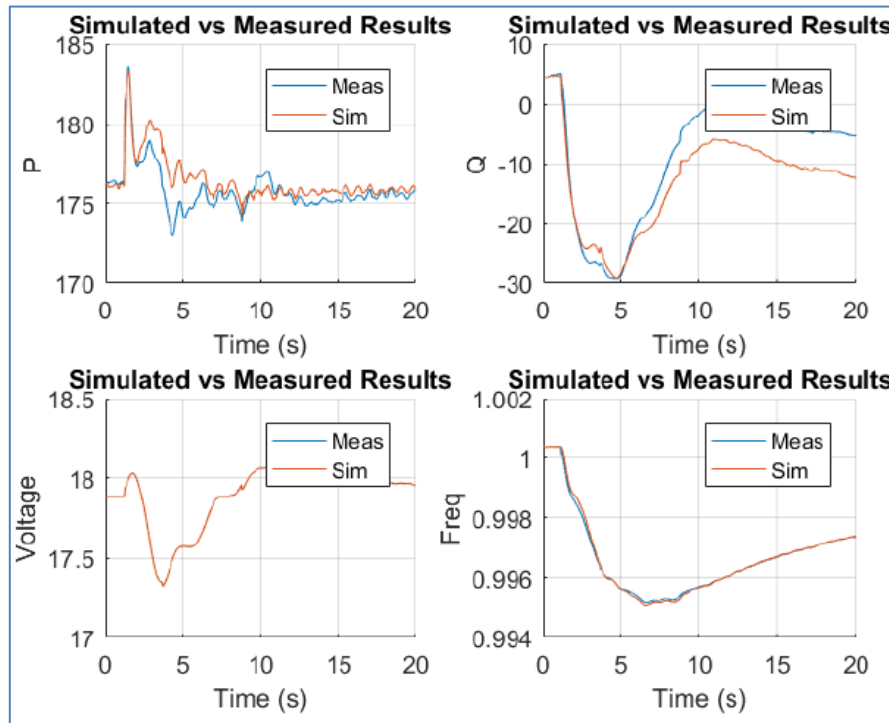 Simulated vs Measured Results
185
180
175
170
P
Meas
Sim
0 5 10 15 20
Time (s)
Simulated vs Measured Results
10
0
-10
-20
-30
Q
Meas
Sim
0 5 10 15 20
Time (s)
Simulated vs Measured Results
18.5
18
17.5
17
Voltage
Meas
Sim
0 5 10 15 20
Time (s)
Simulated vs Measured Results
1.002
1
0.998
0.996
0.994
Freq
Meas
Sim
0 5 10 15 20
Time (s)